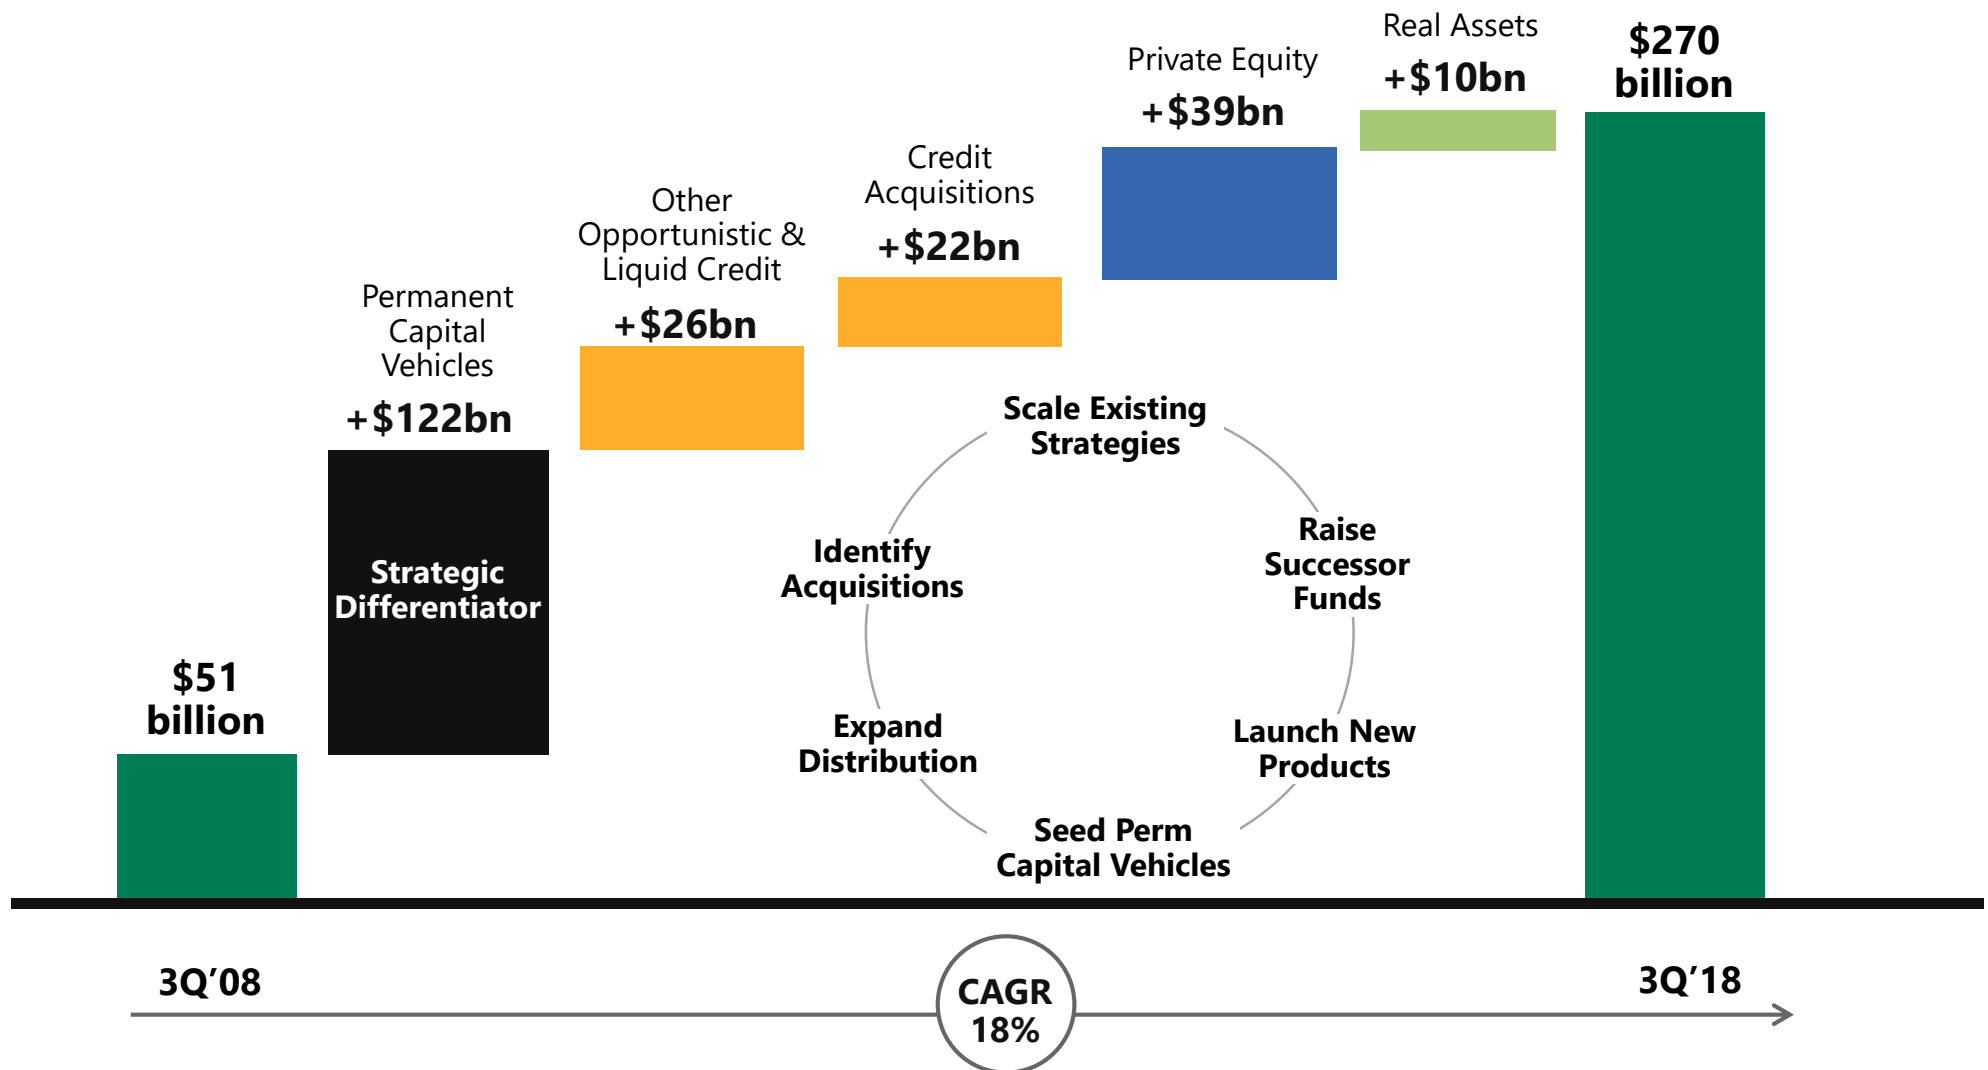 $51
billion
Permanent
Capital
Vehicles
+$122bn
Strategic
Differentiator
Other
Opportunistic &
Liquid Credit
+$26bn
Credit
Acquisitions
+$22bn
Private Equity
+$39bn
Real Assets
+$10bn
$270
billion
Scale Existing
Strategies
Raise
Successor
Funds
Launch New
Products
Seed Perm
Capital Vehicles
Expand
Distribution
Identify
Acquisitions
3Q’08
CAGR
18%
3Q’18